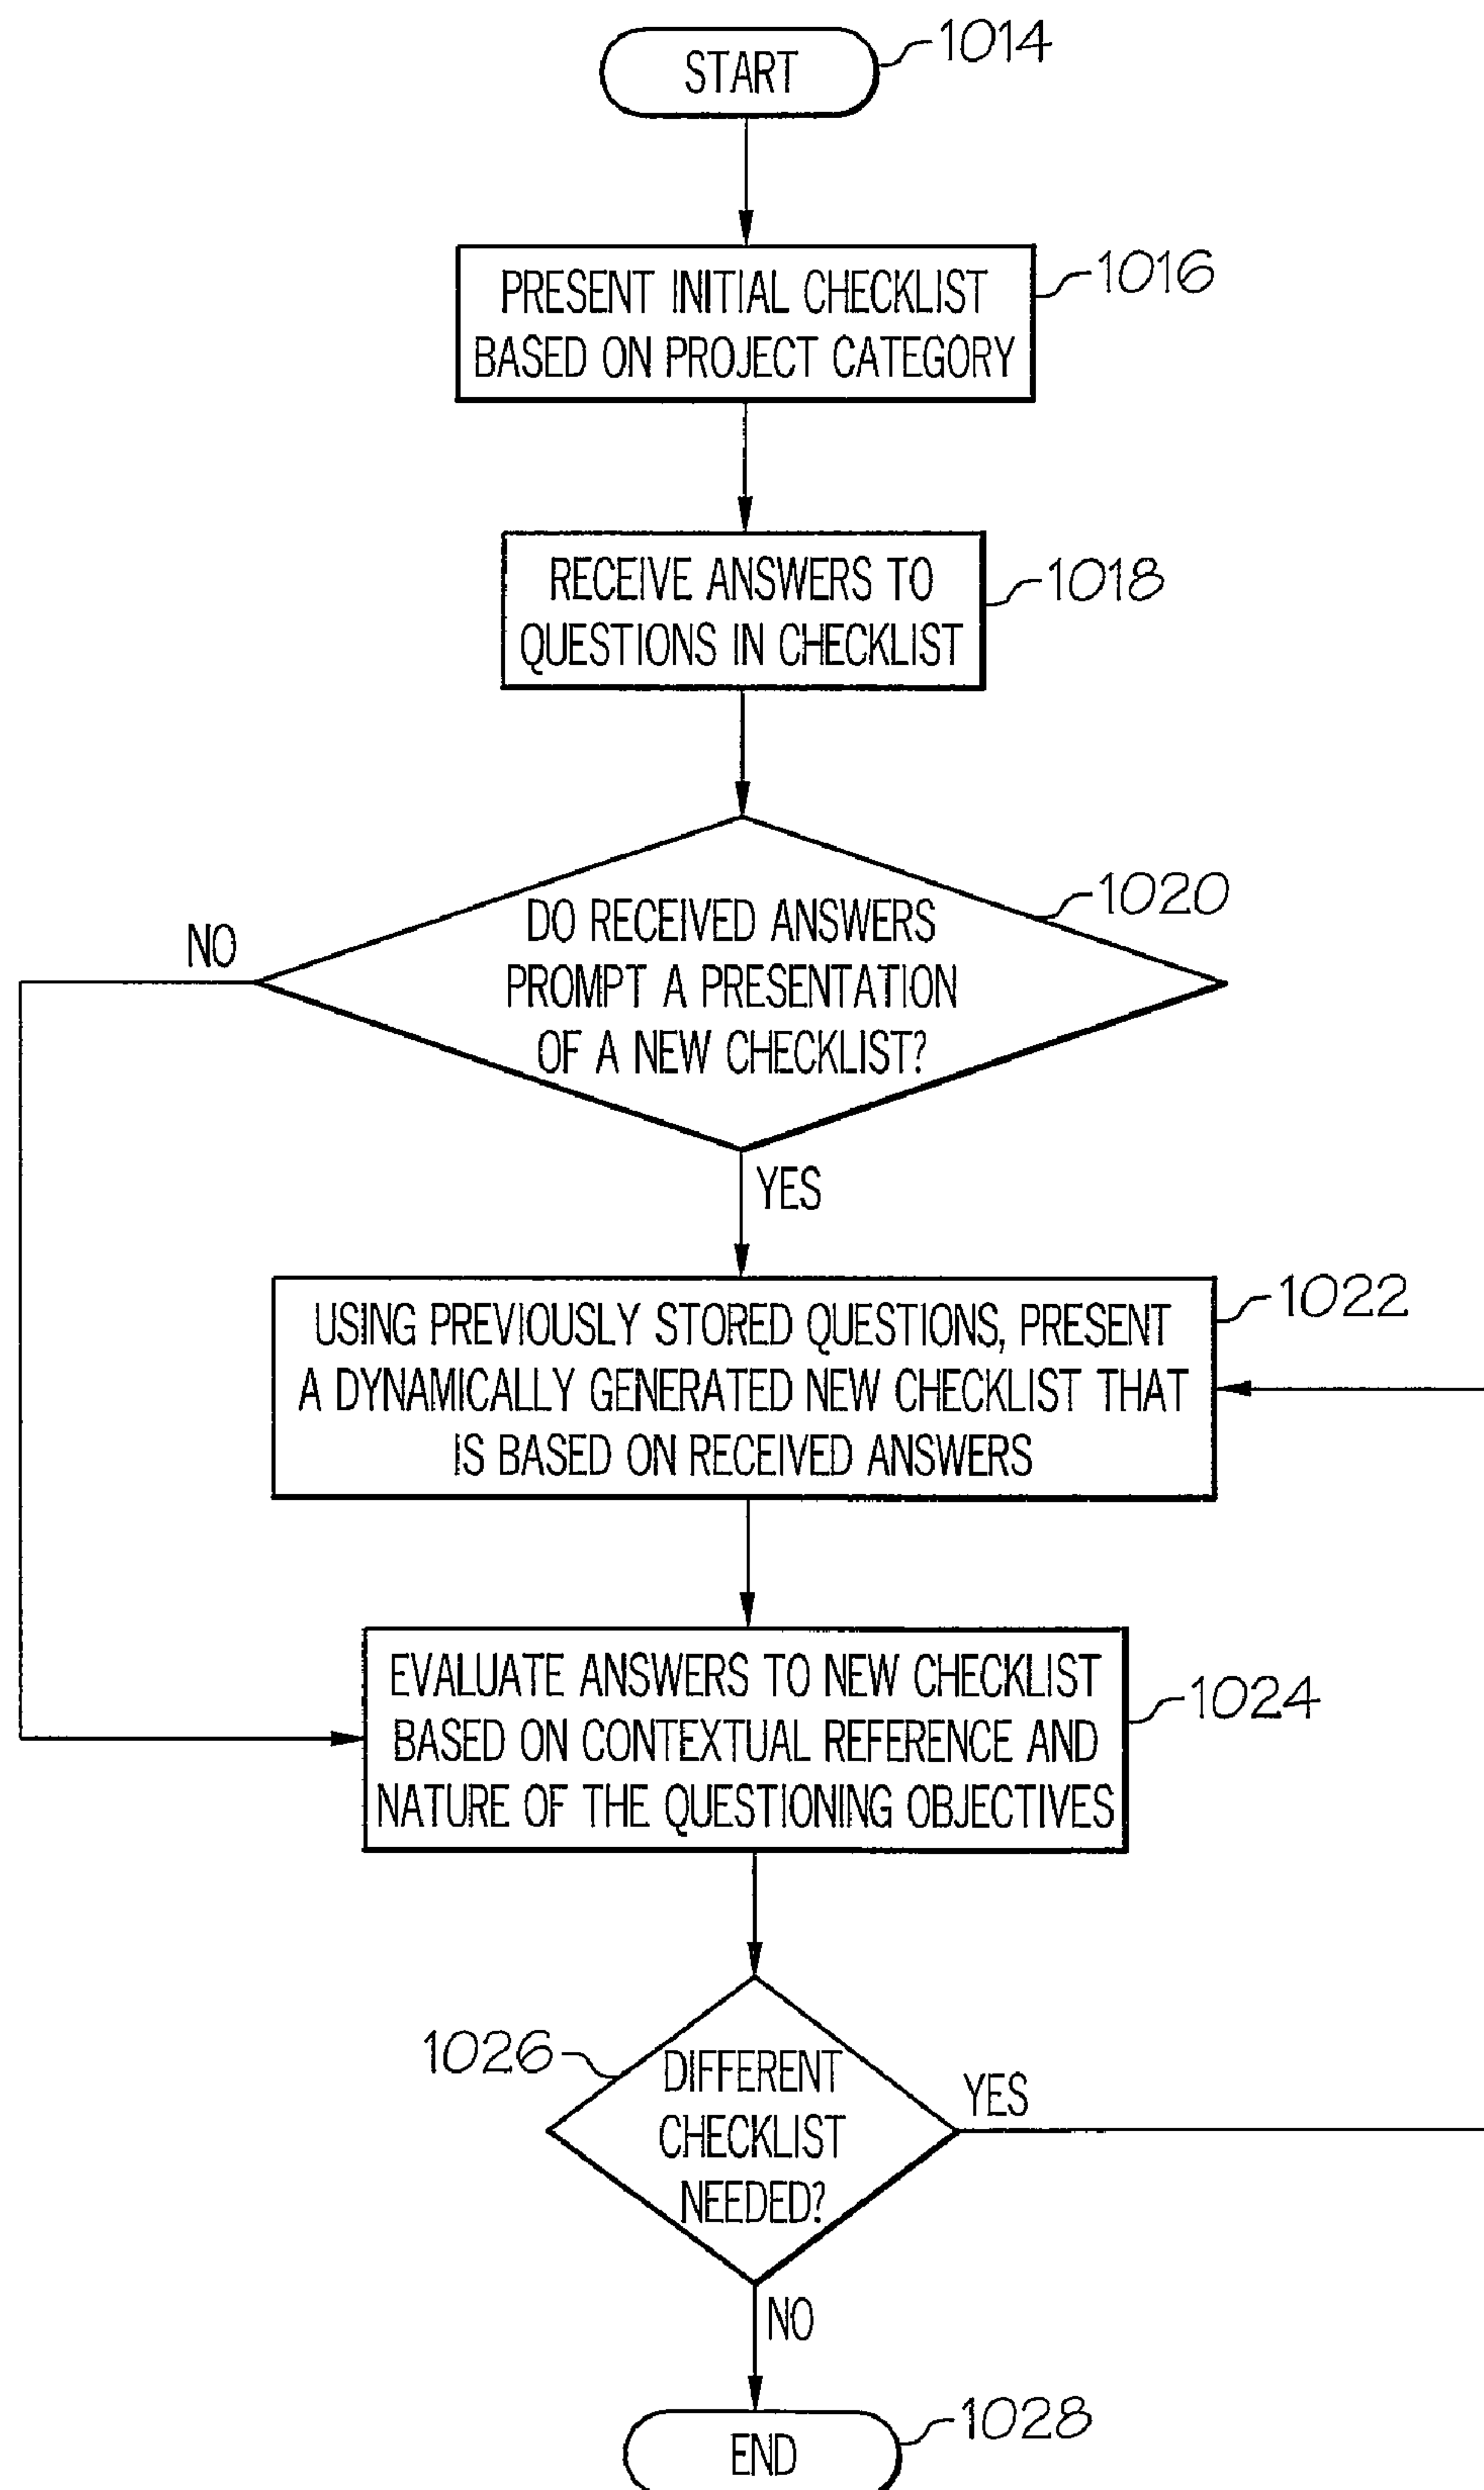 START
1014
PRESENT INITIAL CHECKLIST
BASED ON PROJECT CATEGORY
1016
RECEIVE ANSWERS TO
QUESTIONS IN CHECKLIST
1018
DO RECEIVED ANSWERS
PROMPT A PRESENTATION
OF A NEW CHECKLIST?
1020
NO
YES
USING PREVIOUSLY STORED QUESTIONS, PRESENT
A DYNAMICALLY GENERATED NEW CHECKLIST THAT
IS BASED ON RECEIVED ANSWERS
1022
EVALUATE ANSWERS TO NEW CHECKLIST
BASED ON CONTEXTUAL REFERENCE AND
NATURE OF THE QUESTIONING OBJECTIVES
1024
1026
DIFFERENT
CHECKLIST
NEEDED?
YES
NO
END
1028